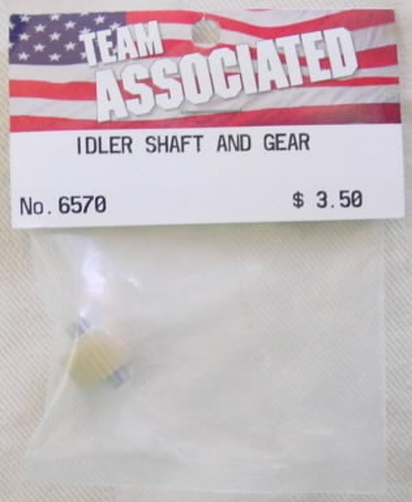 TEAM
ASSOCIATED
IDLER SHAFT AND GEAR
No. 6570
$ 3.50